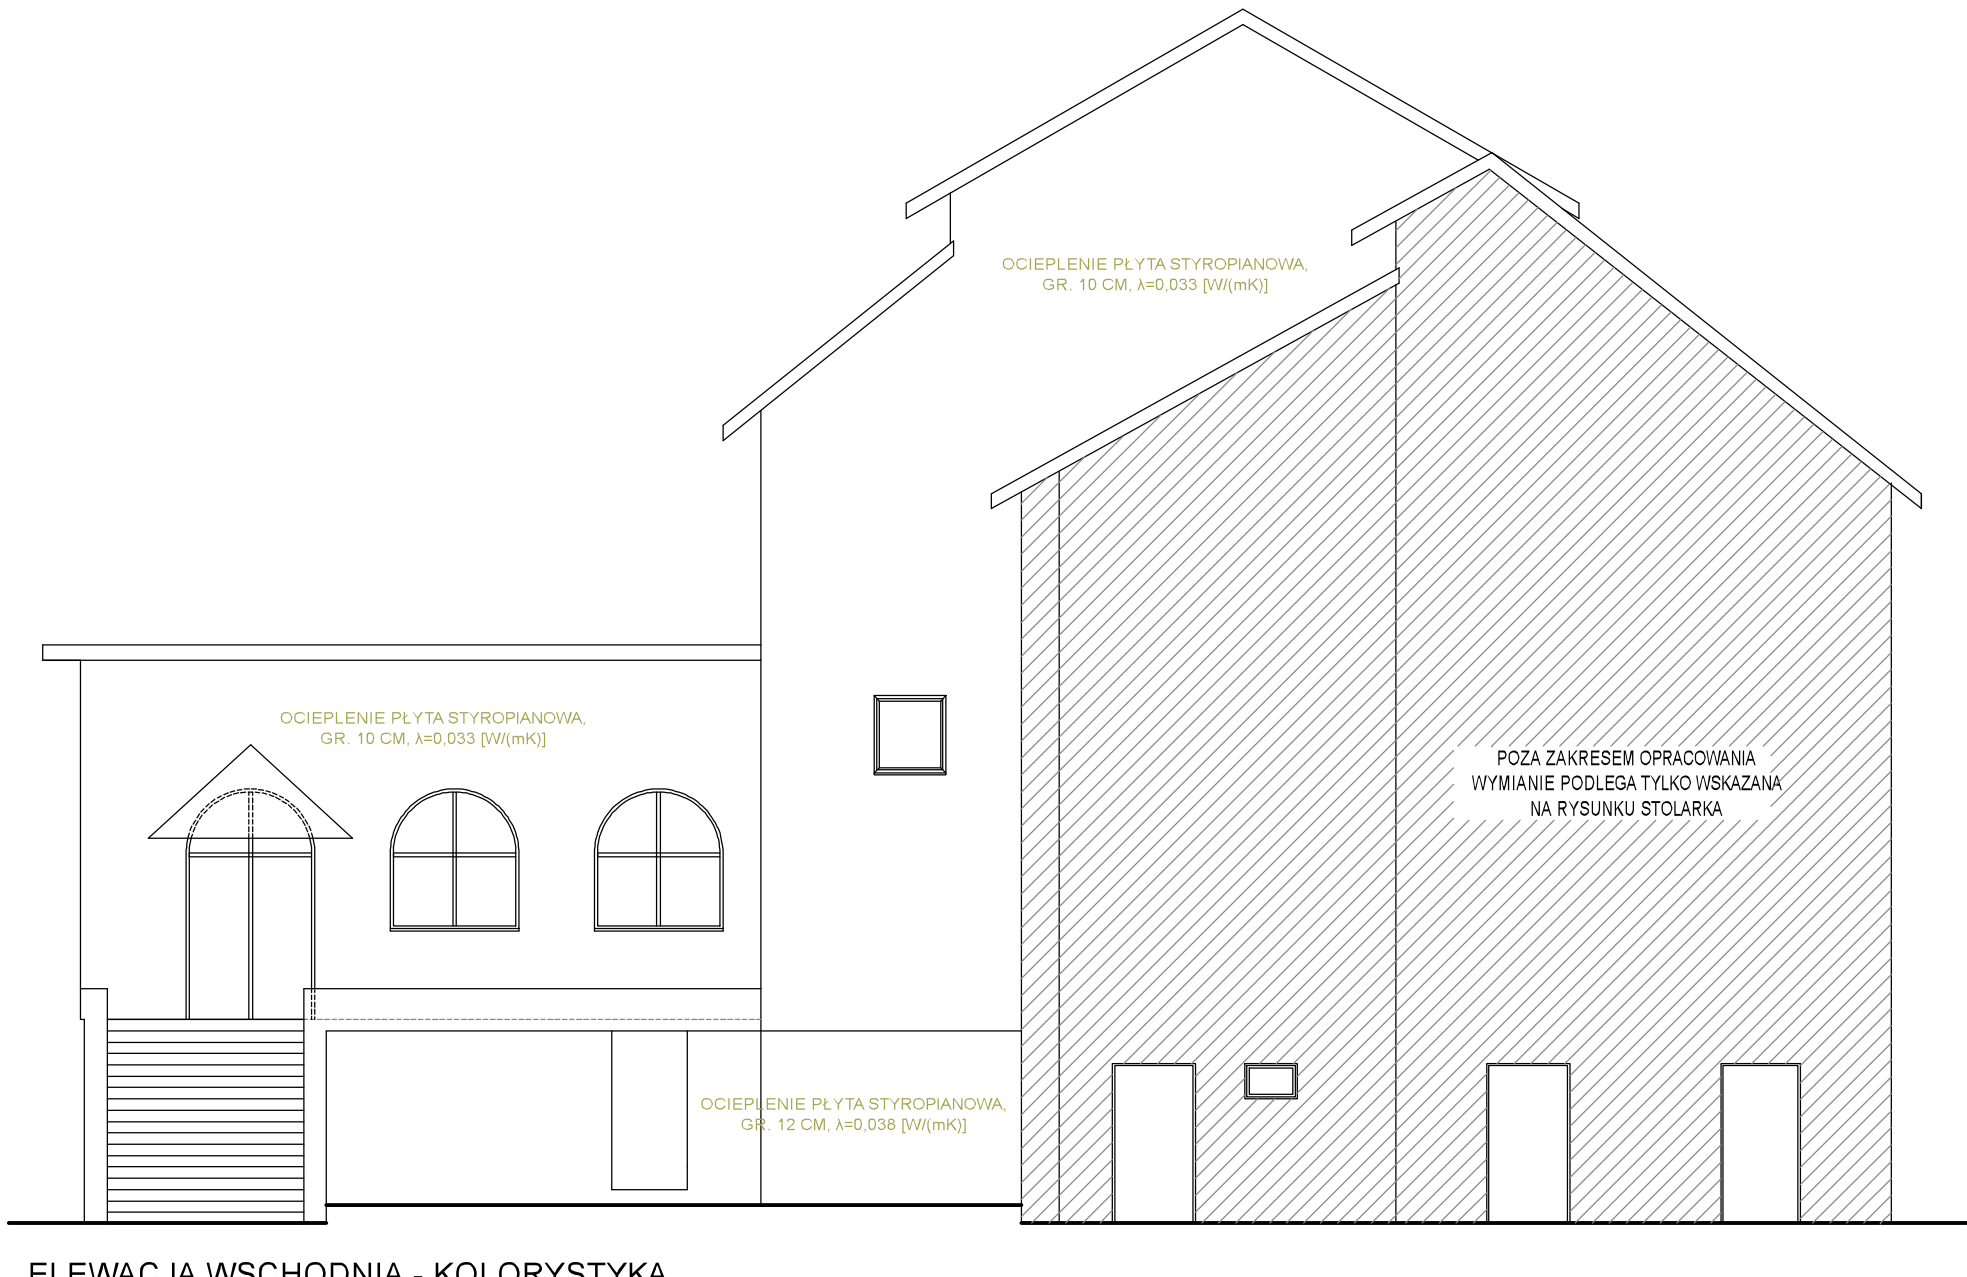 OCIEPLENIE PŁYTA STYROPIANOWA,
GR. 10 CM, λ=0,033 [W/(mK)]
OCIEPLENIE PŁYTA STYROPIANOWA,
GR. 10 CM, λ=0,033 [W/(mK)]
POZA ZAKRESEM OPRACOWANIA
WYMIANIE PODLEGA TYLKO WSKAZANA
NA RYSUNKU STOLARKA
OCIEPLENIE PŁYTA STYROPIANOWA,
GR. 12 CM, λ=0,038 [W/(mK)]
ELEWACJA WSCHODNIA - KOLORYSTYKA